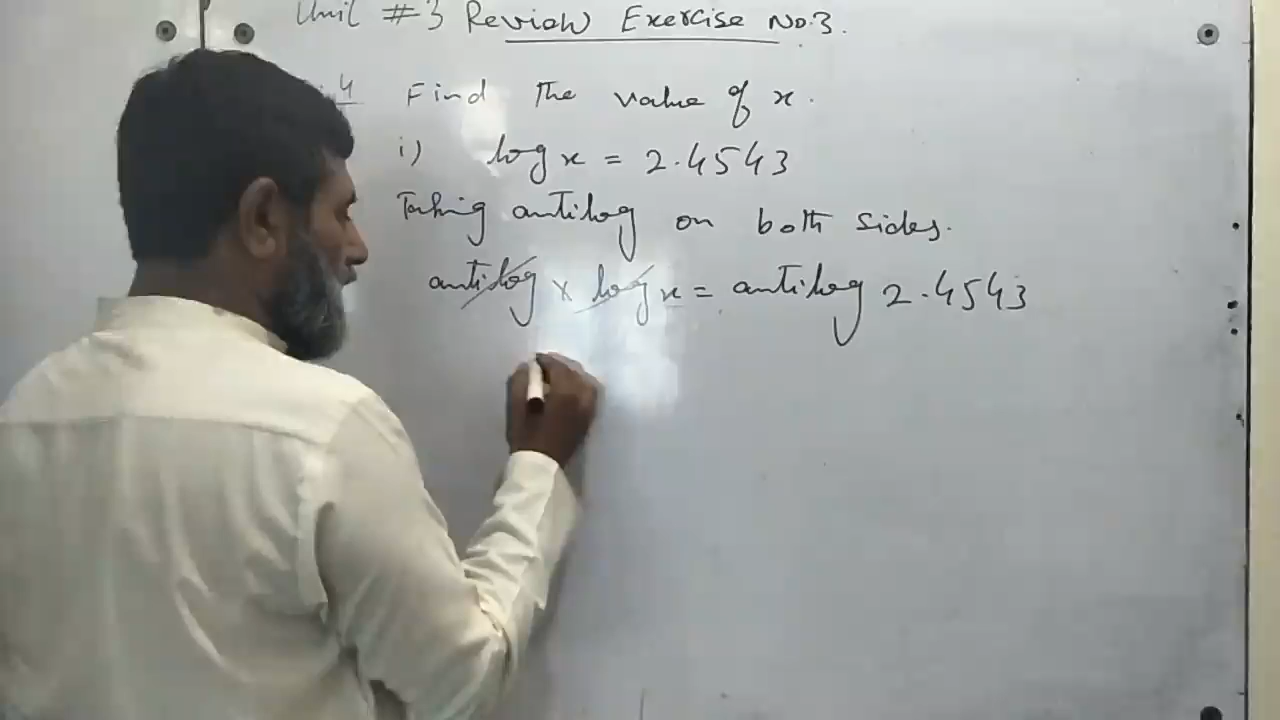 Unit #3 Review Exercise No.3.
4 Find the value of x.
i) log x = 2.4543
Taking antilog on both sides.
antilog x log x = antilog 2.4543